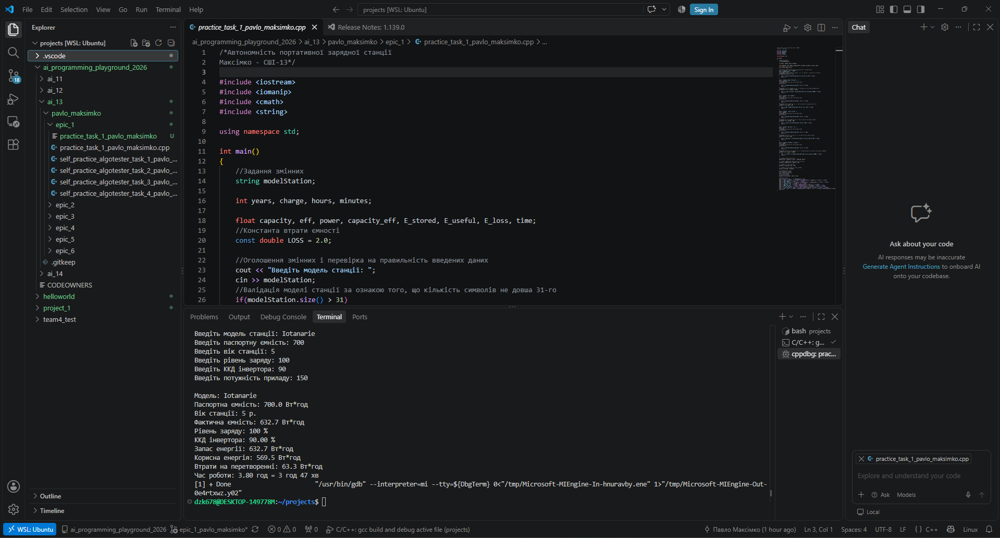 File Edit Selection View Go Run Terminal Help
projects [WSL: Ubuntu]
Sign In
Explorer
projects [WSL: Ubuntu]
.vscode
ai_programming_playground_2026
ai_11
ai_12
ai_13
pavlo_maksimko
epic_1
practice_task_1_pavlo_maksimko U
practice_task_1_pavlo_maksimko.cpp
self_practice_algotester_task_1_pavlo_...
self_practice_algotester_task_2_pavlo_...
self_practice_algotester_task_3_pavlo_...
self_practice_algotester_task_4_pavlo_...
epic_2
epic_3
epic_4
epic_5
epic_6
.gitkeep
ai_14
CODEOWNERS
helloworld
project_1
team4_test
Outline
Timeline
18
practice_task_1_pavlo_maksimko.cpp
Release Notes: 1.139.0
ai_programming_playground_2026 > ai_13 > pavlo_maksimko > epic_1 > practice_task_1_pavlo_maksimko.cpp > ...
1 /*Автономність портативної зарядної станції
2 Максімко - СШІ-13*/
3
4 #include <iostream>
5 #include <iomanip>
6 #include <cmath>
7 #include <string>
8
9 using namespace std;
10
11 int main()
12 {
13 //Задання змінних
14 string modelStation;
15
16 int years, charge, hours, minutes;
17
18 float capacity, eff, power, capacity_eff, E_stored, E_useful, E_loss, time;
19 //Константа втрати ємності
20 const double LOSS = 2.0;
21
22 //Оголошення змінних і перевірка на правильність введених даних
23 cout << "Введіть модель станції: ";
24 cin >> modelStation;
25 //Валідація моделі станції за ознакою того, що кількість символів не довша 31-го
26 if(modelStation.size() > 31)
Problems Output Debug Console Terminal Ports
Введіть модель станції: Iotanarie
Введіть паспортну ємність: 700
Введіть вік станції: 5
Введіть рівень заряду: 100
Введіть ККД інвертора: 90
Введіть потужність приладу: 150
Модель: Iotanarie
Паспортна ємність: 700.0 Вт*год
Вік станції: 5 р.
Фактична ємність: 632.7 Вт*год
Рівень заряду: 100 %
ККД інвертора: 90.00 %
Запас енергії: 632.7 Вт*год
Корисна енергія: 569.5 Вт*год
Втрати на перетворенні: 63.3 Вт*год
Час роботи: 3.80 год = 3 год 47 хв
[1] + Done "/usr/bin/gdb" --interpreter=mi --tty=${DbgTerm} 0<"/tmp/Microsoft-MIEngine-In-hnuravby.ene" 1>"/tmp/Microsoft-MIEngine-Out-
0e4rtxwz.y02"
dzk678@DESKTOP-149778M:~/projects$
bash projects
C/C++: g...
cppdbg: prac...
Chat
Ask about your code
AI responses may be inaccurate
Generate Agent Instructions to onboard AI
onto your codebase.
practice_task_1_pavlo_maksimko.cpp
Explore and understand your code
Ask Models
Local
WSL: Ubuntu ai_programming_playground_2026 epic_1_pavlo_maksimko* 0 0 0 C/C++: gcc build and debug active file (projects) Павло Максімко (1 hour ago) Ln 3, Col 1 Spaces: 4 UTF-8 LF {} C++ Linux